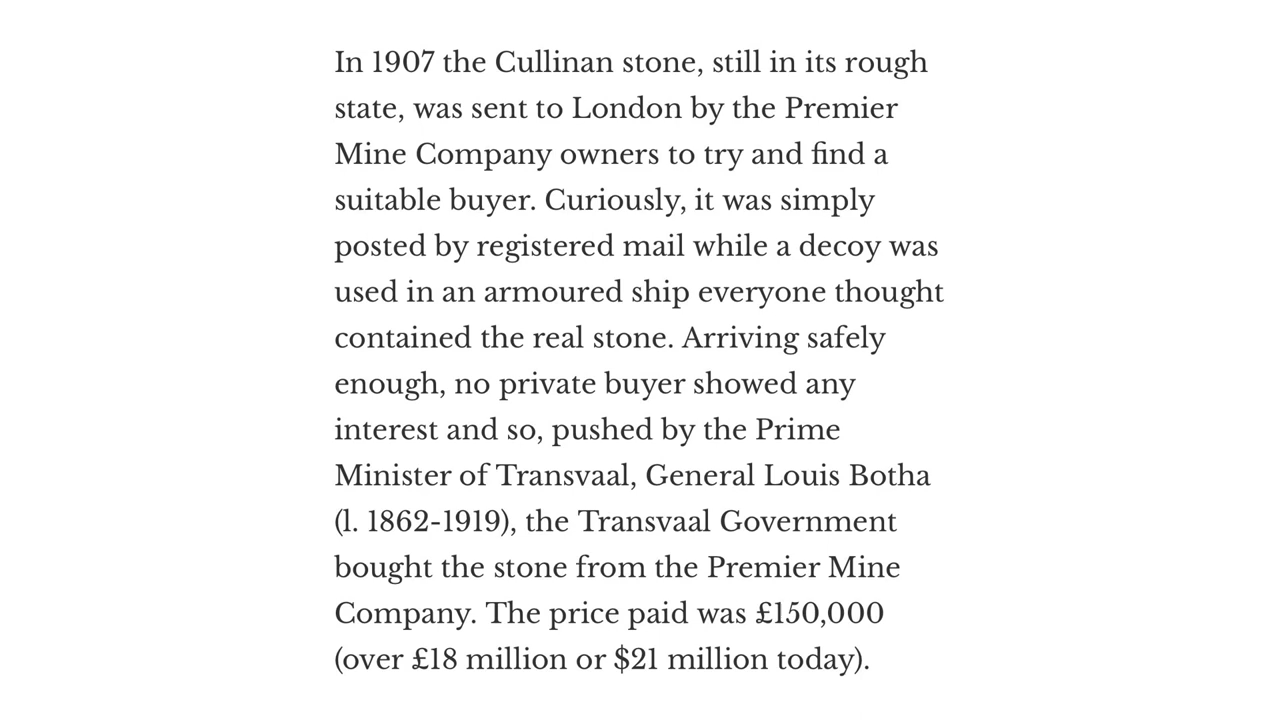 In 1907 the Cullinan stone, still in its rough
state, was sent to London by the Premier
Mine Company owners to try and find a
suitable buyer. Curiously, it was simply
posted by registered mail while a decoy was
used in an armoured ship everyone thought
contained the real stone. Arriving safely
enough, no private buyer showed any
interest and so, pushed by the Prime
Minister of Transvaal, General Louis Botha
(l. 1862-1919), the Transvaal Government
bought the stone from the Premier Mine
Company. The price paid was £150,000
(over £18 million or $21 million today).